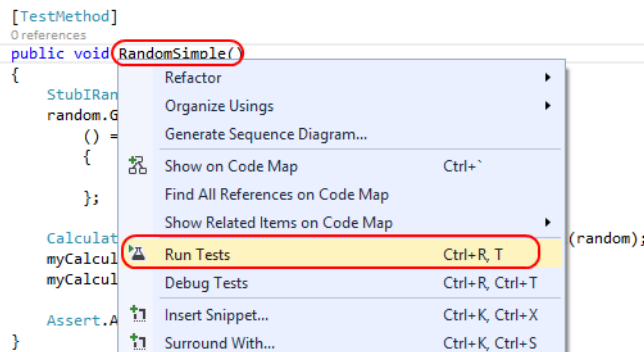 [TestMethod]
0 references
public void RandomSimple()
{
Refactor
StubIRan
Organize Usings
random.G
Generate Sequence Diagram...
() =
{
Show on Code Map Ctrl+`
Find All References on Code Map
};
Show Related Items on Code Map
Calculat (random);
Run Tests Ctrl+R, T
myCalcul
myCalcul
Debug Tests Ctrl+R, Ctrl+T
Insert Snippet... Ctrl+K, Ctrl+X
Assert.A
Surround With... Ctrl+K, Ctrl+S
}